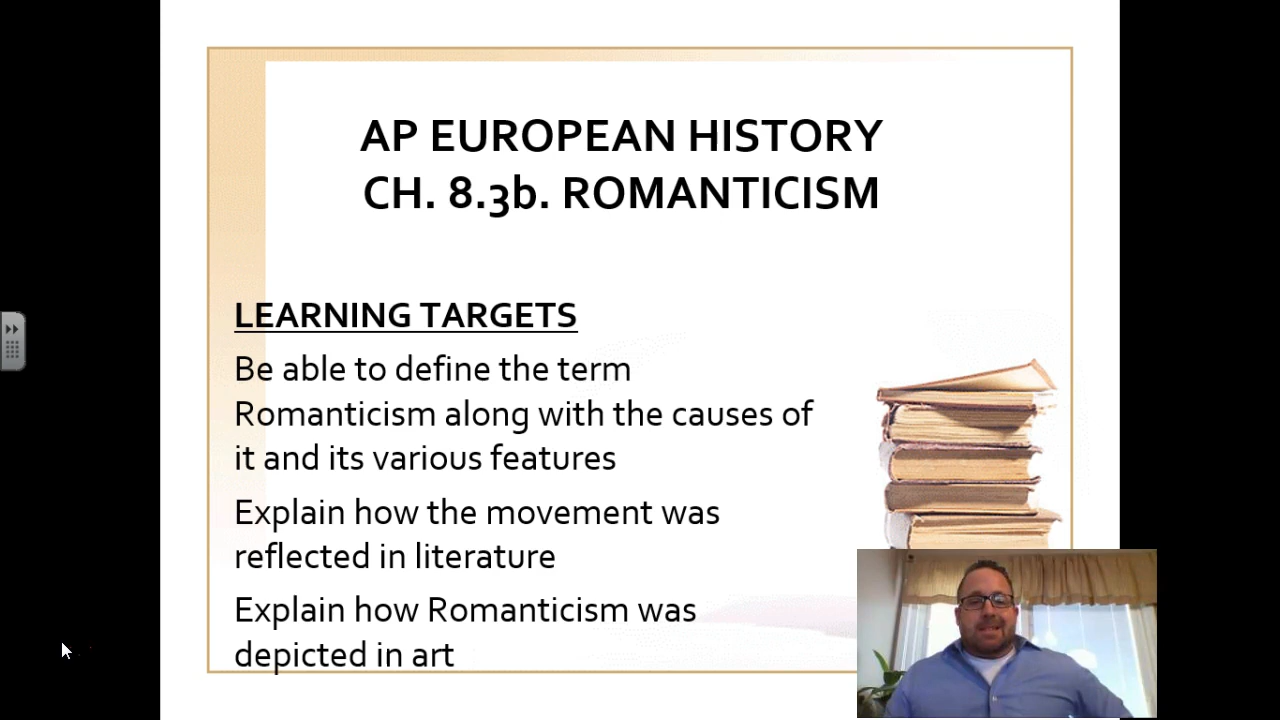 AP EUROPEAN HISTORY
CH. 8.3b. ROMANTICISM
LEARNING TARGETS
Be able to define the term
Romanticism along with the causes of
it and its various features
Explain how the movement was
reflected in literature
Explain how Romanticism was
depicted in art